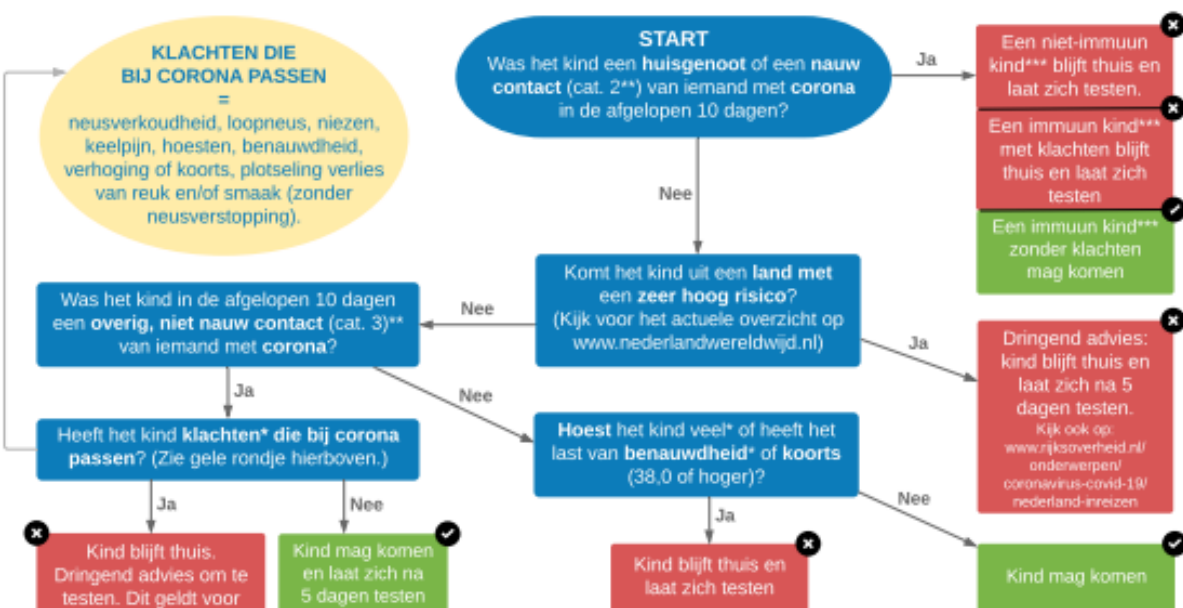 KLACHTEN DIE
BIJ CORONA PASSEN
=
neusverkoudheid, loopneus, niezen,
keelpijn, hoesten, benauwdheid,
verhoging of koorts, plotseling verlies
van reuk en/of smaak (zonder
neusverstopping).
START
Was het kind een huisgenoot of een nauw
contact (cat. 2**) van iemand met corona
in de afgelopen 10 dagen?
Ja
Een niet-immuun
kind*** blijft thuis en
laat zich testen.
Een immuun kind***
met klachten blijft
thuis en laat zich
testen
Een immuun kind***
zonder klachten
mag komen
Nee
Komt het kind uit een land met
een zeer hoog risico?
(Kijk voor het actuele overzicht op
www.nederlandwereldwijd.nl)
Ja
Dringend advies:
kind blijft thuis en
laat zich na 5
dagen testen.
Kijk ook op:
www.rijksoverheid.nl/
onderwerpen/
coronavirus-covid-19/
nederland-inreizen
Nee
Was het kind in de afgelopen 10 dagen
een overig, niet nauw contact (cat. 3)**
van iemand met corona?
Ja
Nee
Heeft het kind klachten* die bij corona
passen? (Zie gele rondje hierboven.)
Ja
Nee
Kind blijft thuis.
Dringend advies om te
testen. Dit geldt voor
Kind mag komen
en laat zich na
5 dagen testen
Hoest het kind veel* of heeft het
last van benauwdheid* of koorts
(38,0 of hoger)?
Ja
Nee
Kind blijft thuis en
laat zich testen
Kind mag komen